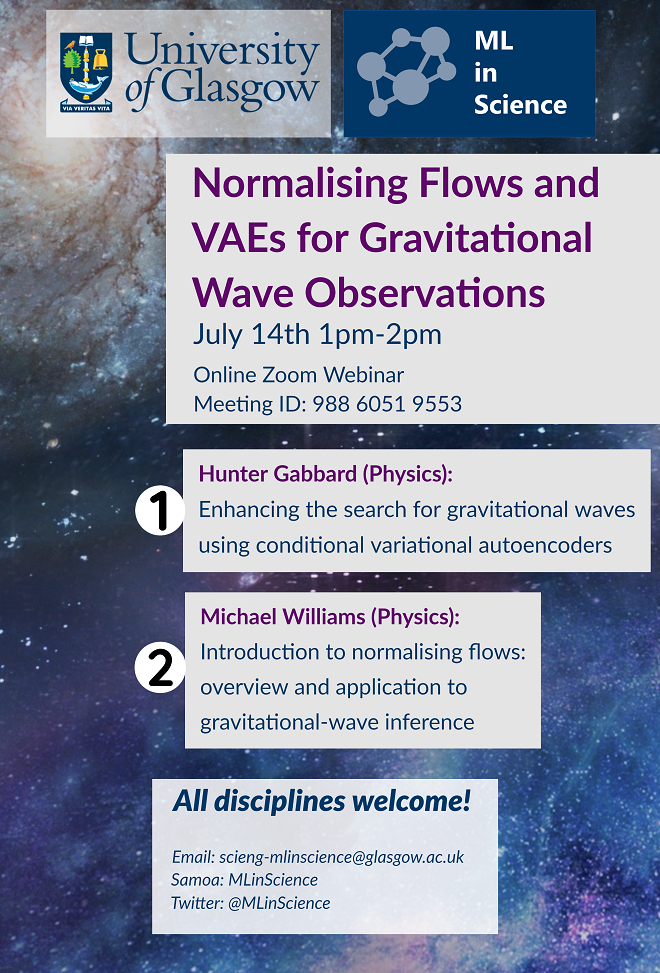 University
of Glasgow
VIA VERITAS VITA
ML
in
Science
Normalising Flows and
VAEs for Gravitational
Wave Observations
July 14th 1pm-2pm
Online Zoom Webinar
Meeting ID: 988 6051 9553
1
Hunter Gabbard (Physics):
Enhancing the search for gravitational waves
using conditional variational autoencoders
2
Michael Williams (Physics):
Introduction to normalising flows:
overview and application to
gravitational-wave inference
All disciplines welcome!
Email: scieng-mlinscience@glasgow.ac.uk
Samoa: MLinScience
Twitter: @MLinScience